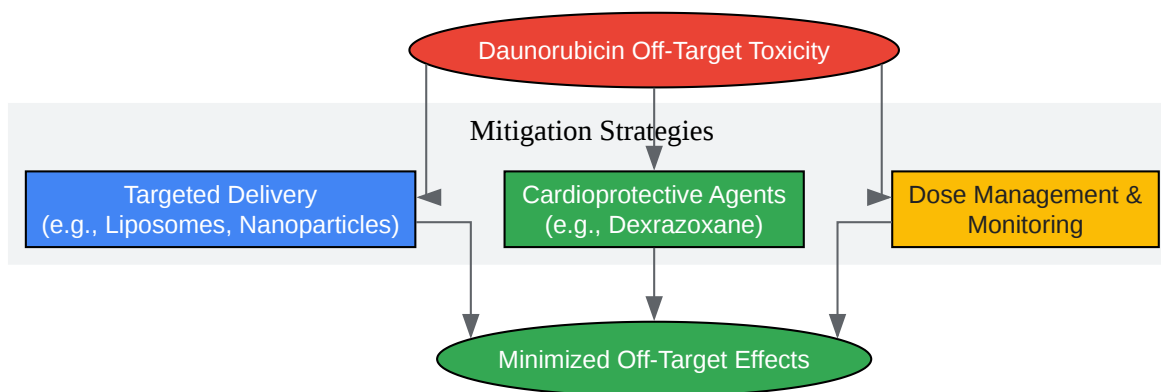 Daunorubicin Off-Target Toxicity
Mitigation Strategies
Targeted Delivery
(e.g., Liposomes, Nanoparticles)
Cardioprotective Agents
(e.g., Dexrazoxane)
Dose Management &
Monitoring
Minimized Off-Target Effects